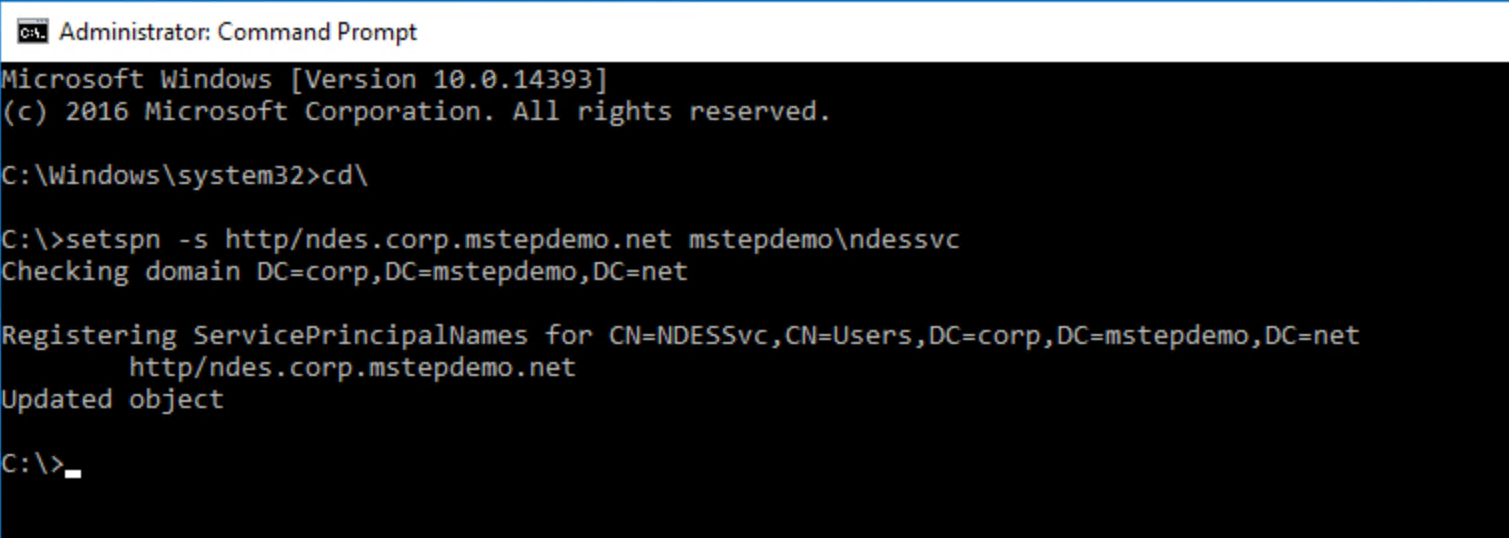 Administrator: Command Prompt
Microsoft Windows [Version 10.0.14393]
(c) 2016 Microsoft Corporation. All rights reserved.
C:\Windows\system32>cd\
C:\>setspn -s http/ndes.corp.mstepdemo.net mstepdemo\ndessvc
Checking domain DC=corp,DC=mstepdemo,DC=net
Registering ServicePrincipalNames for CN=NDESSvc,CN=Users,DC=corp,DC=mstepdemo,DC=net
http/ndes.corp.mstepdemo.net
Updated object
C:\>